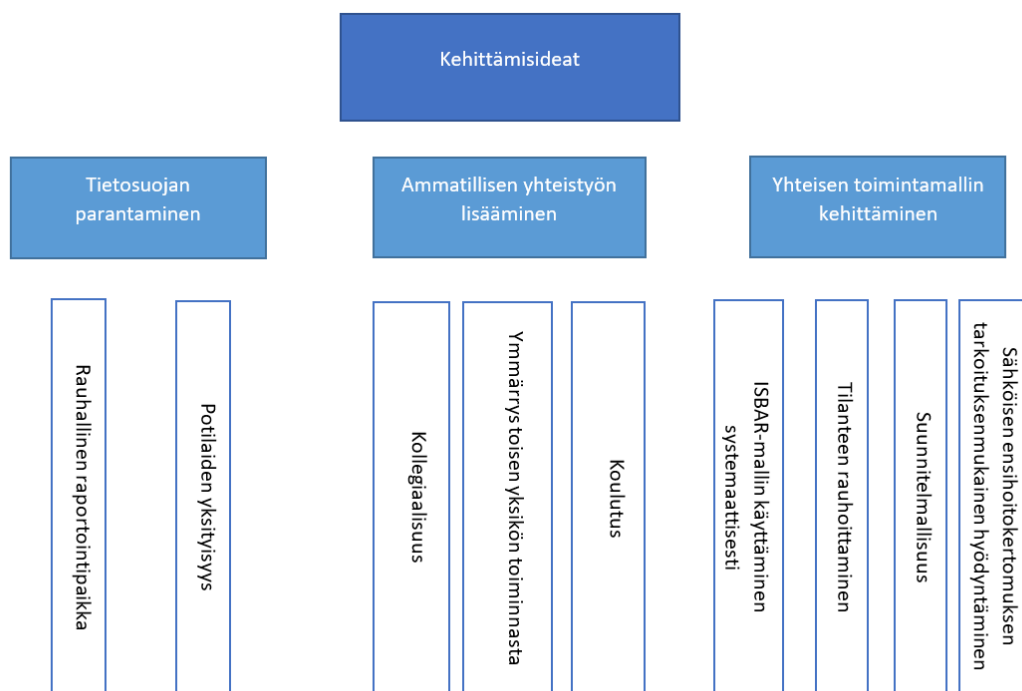 Kehittämisideat
Tietosuojan
parantaminen
Ammatillisen yhteistyön
lisääminen
Yhteisen toimintamallin
kehittäminen
Rauhallinen raportointipaikka
Potilaiden yksityisyys
Kollegiaalisuus
Ymmärrys toisen yksikön toiminnasta
Koulutus
ISBAR-mallin käyttäminen
systemaattisesti
Tilanteen rauhoittaminen
Suunnitelmallisuus
Sähköisen ensihoitokertomuksen
tarkoituksenmukainen hyödyntäminen